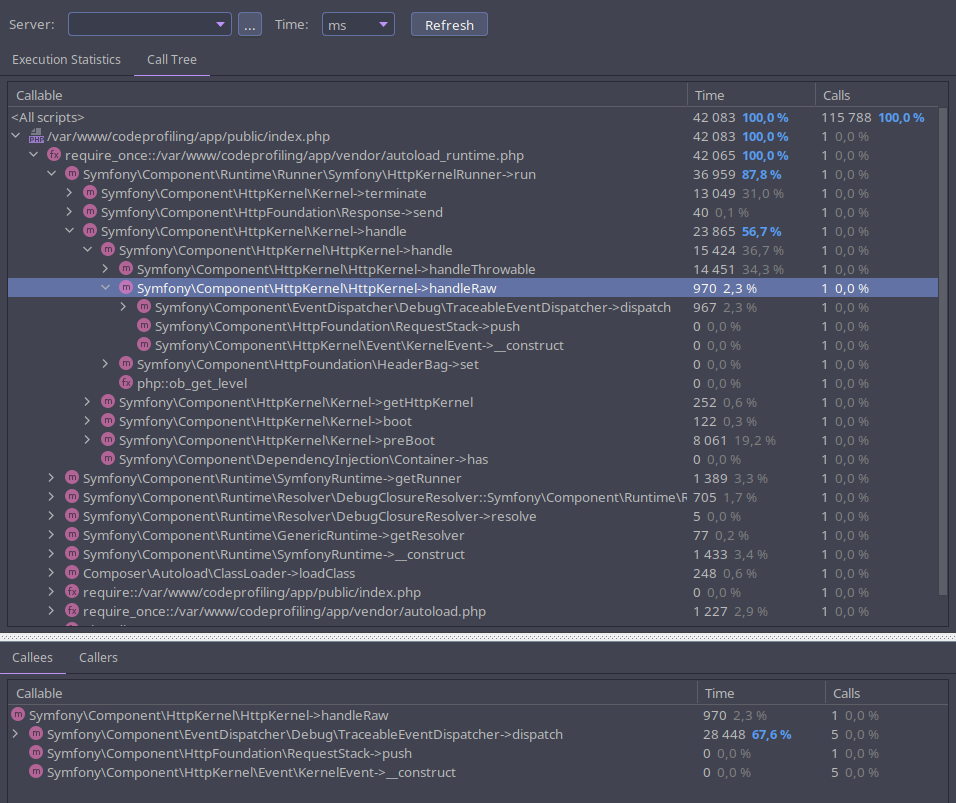 Server: ... Time: ms Refresh
Execution Statistics Call Tree
Callable Time Calls
<All scripts> 42 083 100,0 % 115 788 100,0 %
/var/www/codeprofiling/app/public/index.php 42 083 100,0 % 1 0,0 %
require_once::/var/www/codeprofiling/app/vendor/autoload_runtime.php 42 065 100,0 % 1 0,0 %
Symfony\Component\Runtime\Runner\Symfony\HttpKernelRunner->run 36 959 87,8 % 1 0,0 %
Symfony\Component\HttpKernel\Kernel->terminate 13 049 31,0 % 1 0,0 %
Symfony\Component\HttpFoundation\Response->send 40 0,1 % 1 0,0 %
Symfony\Component\HttpKernel\Kernel->handle 23 865 56,7 % 1 0,0 %
Symfony\Component\HttpKernel\HttpKernel->handle 15 424 36,7 % 1 0,0 %
Symfony\Component\HttpKernel\HttpKernel->handleThrowable 14 451 34,3 % 1 0,0 %
Symfony\Component\HttpKernel\HttpKernel->handleRaw 970 2,3 % 1 0,0 %
Symfony\Component\EventDispatcher\Debug\TraceableEventDispatcher->dispatch 967 2,3 % 1 0,0 %
Symfony\Component\HttpFoundation\RequestStack->push 0 0,0 % 1 0,0 %
Symfony\Component\HttpKernel\Event\KernelEvent->__construct 0 0,0 % 1 0,0 %
Symfony\Component\HttpFoundation\HeaderBag->set 0 0,0 % 1 0,0 %
php::ob_get_level 0 0,0 % 1 0,0 %
Symfony\Component\HttpKernel\Kernel->getHttpKernel 252 0,6 % 1 0,0 %
Symfony\Component\HttpKernel\Kernel->boot 122 0,3 % 1 0,0 %
Symfony\Component\HttpKernel\Kernel->preBoot 8 061 19,2 % 1 0,0 %
Symfony\Component\DependencyInjection\Container->has 0 0,0 % 1 0,0 %
Symfony\Component\Runtime\SymfonyRuntime->getRunner 1 389 3,3 % 1 0,0 %
Symfony\Component\Runtime\Resolver\DebugClosureResolver::Symfony\Component\Runtime\R 705 1,7 % 1 0,0 %
Symfony\Component\Runtime\Resolver\DebugClosureResolver->resolve 5 0,0 % 1 0,0 %
Symfony\Component\Runtime\GenericRuntime->getResolver 77 0,2 % 1 0,0 %
Symfony\Component\Runtime\SymfonyRuntime->__construct 1 433 3,4 % 1 0,0 %
Composer\Autoload\ClassLoader->loadClass 248 0,6 % 1 0,0 %
require::/var/www/codeprofiling/app/public/index.php 0 0,0 % 1 0,0 %
require_once::/var/www/codeprofiling/app/vendor/autoload.php 1 227 2,9 % 1 0,0 %
Callees Callers
Callable Time Calls
Symfony\Component\HttpKernel\HttpKernel->handleRaw 970 2,3 % 1 0,0 %
Symfony\Component\EventDispatcher\Debug\TraceableEventDispatcher->dispatch 28 448 67,6 % 5 0,0 %
Symfony\Component\HttpFoundation\RequestStack->push 0 0,0 % 1 0,0 %
Symfony\Component\HttpKernel\Event\KernelEvent->__construct 0 0,0 % 5 0,0 %